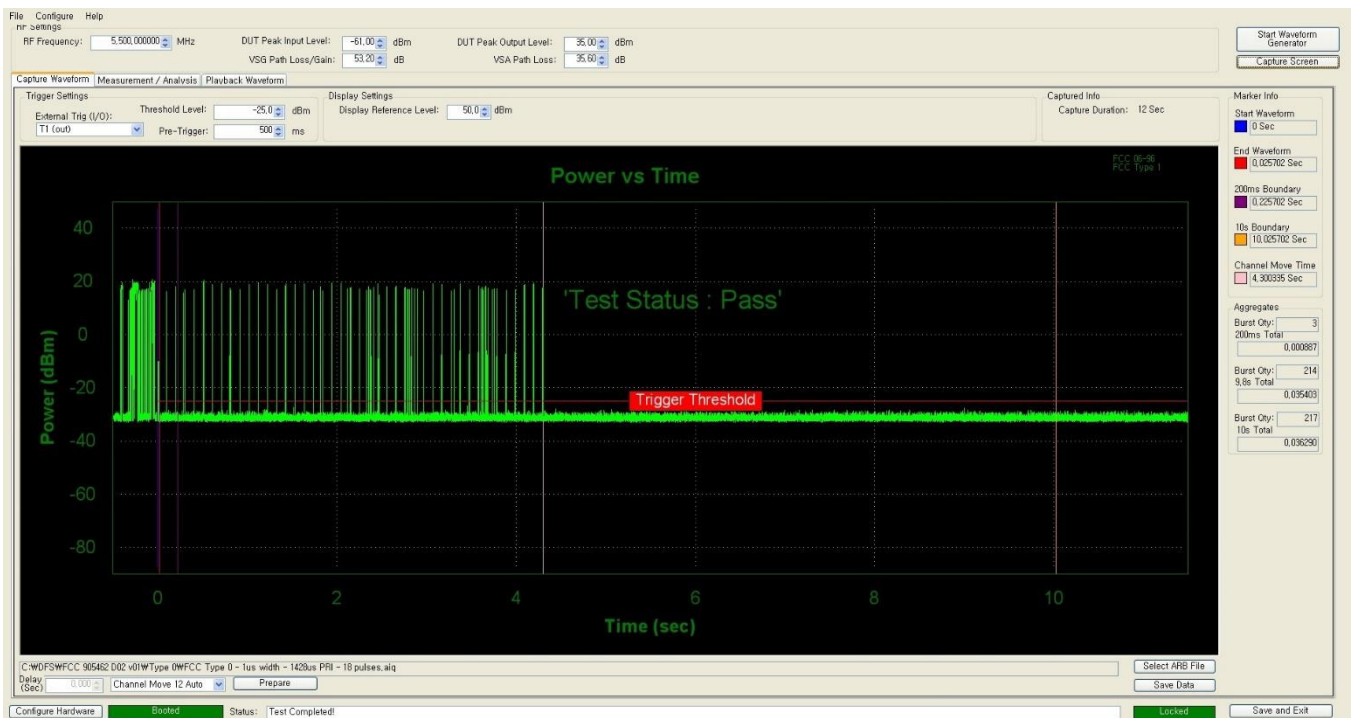 File Configure Help
RF Settings
RF Frequency: 5,500,000000 MHz DUT Peak Input Level: -61,00 dBm DUT Peak Output Level: 35,00 dBm
VSG Path Loss/Gain: 53,20 dB VSA Path Loss: 35,60 dB
Start Waveform Generator
Capture Screen
Capture Waveform Measurement / Analysis Playback Waveform
Trigger Settings
External Trig (I/O): Threshold Level: -25,0 dBm
T1 (out) Pre-Trigger: 500 ms
Display Settings
Display Reference Level: 50,0 dBm
Captured Info
Capture Duration: 12 Sec
Marker Info
Start Waveform
0 Sec
End Waveform
0,025702 Sec
200ms Boundary
0,225702 Sec
10s Boundary
10,025702 Sec
Channel Move Time
4,300335 Sec
Aggregates
Burst Qty: 3
200ms Total
0,000887
Burst Qty: 214
9,8s Total
0,035403
Burst Qty: 217
10s Total
0,036290
FCC 06-96
FCC Type 1
Power vs Time
40
20
0
-20
-40
-60
-80
Power (dBm)
'Test Status : Pass'
Trigger Threshold
0 2 4 6 8 10
Time (sec)
C:₩DFS₩FCC 905462 D02 v01₩Type 0₩FCC Type 0 - 1us width - 1428us PRI - 18 pulses,aiq
Select ARB File
Delay (Sec) 0.000 Channel Move 12 Auto Prepare
Save Data
Configure Hardware Booted Status: Test Completed! Locked Save and Exit